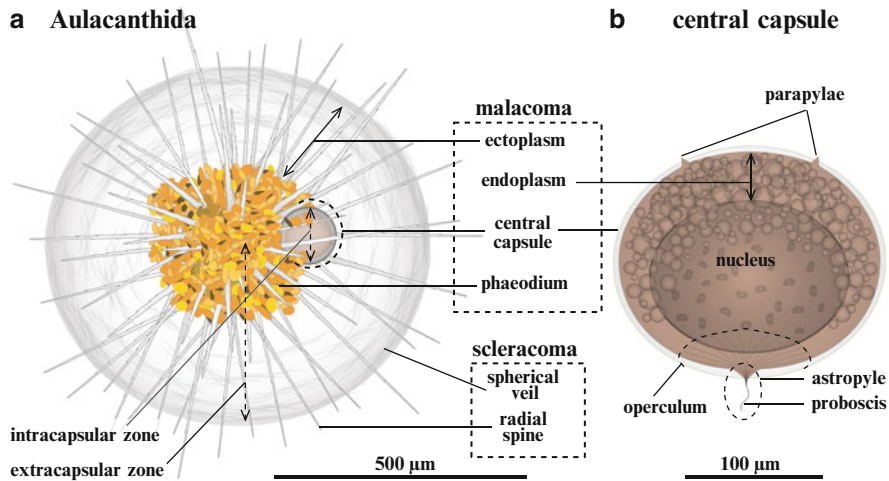 a Aulacanthida
b central capsule
malacoma
ectoplasm
endoplasm
central
capsule
phaeodium
scleracoma
spherical
veil
radial
spine
intracapsular zone
extracapsular zone
500 μm
parapylae
nucleus
astropyle
operculum
proboscis
100 μm